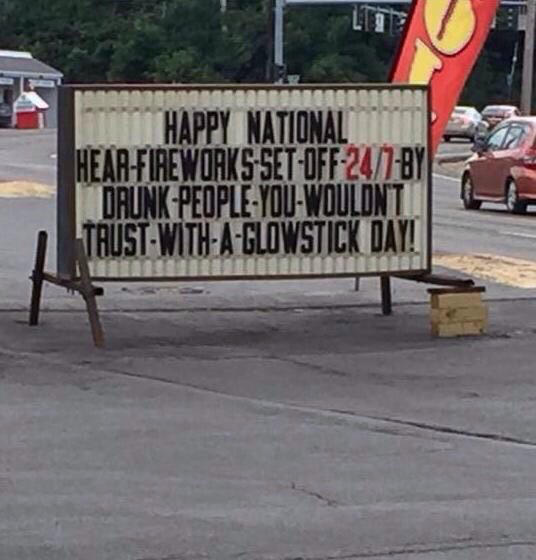 HAPPY NATIONAL
HEAR-FIREWORKS-SET-OFF-24/7-BY
DRUNK-PEOPLE-YOU-WOULDN'T
TRUST-WITH-A-GLOWSTICK DAY!